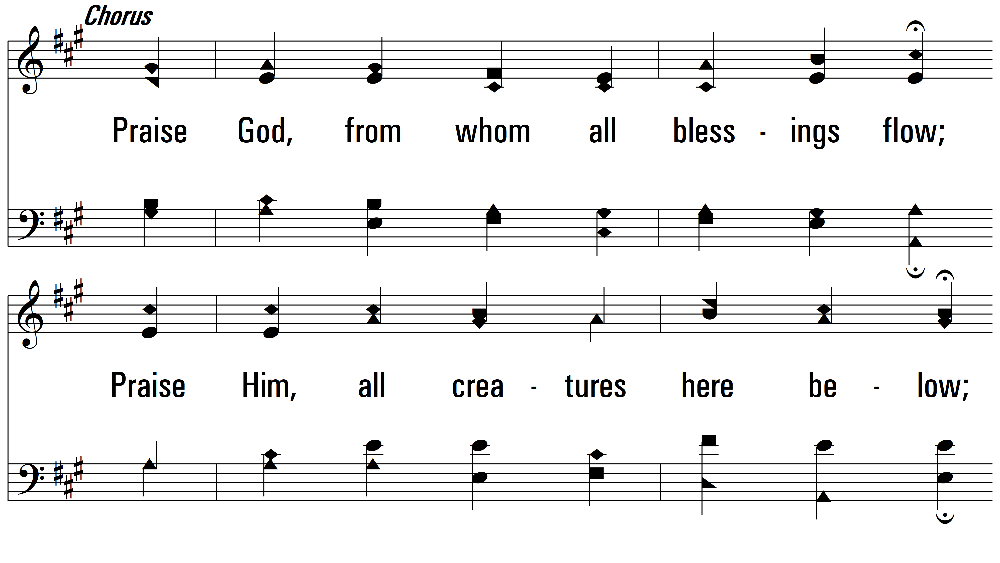 Chorus
Praise God, from whom all bless - ings flow;
Praise Him, all crea - tures here be - low;